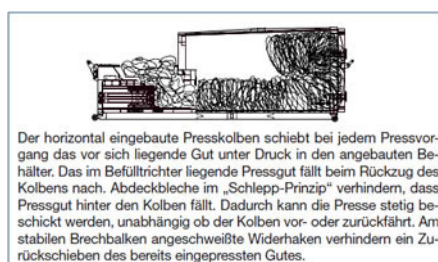 Der horizontal eingebaute Presskolben schiebt bei jedem Pressvor-
gang das vor sich liegende Gut unter Druck in den angebauten Be-
hälter. Das im Befülltrichter liegende Pressgut fällt beim Rückzug des
Kolbens nach. Abdeckbleche im „Schlepp-Prinzip“ verhindern, dass
Pressgut hinter den Kolben fällt. Dadurch kann die Presse stetig be-
schickt werden, unabhängig ob der Kolben vor- oder zurückfährt. Am
stabilen Brechbalken angeschweißte Widerhaken verhindern ein Zu-
rückschieben des bereits eingepressten Gutes.